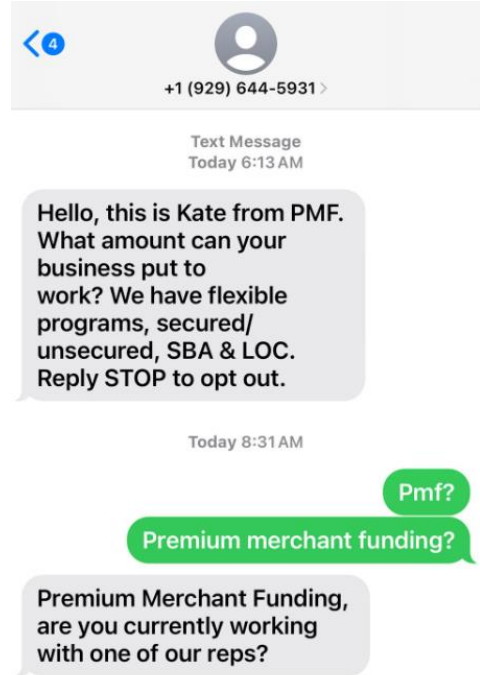 4
+1 (929) 644-5931 >
Text Message
Today 6:13 AM
Hello, this is Kate from PMF.
What amount can your
business put to
work? We have flexible
programs, secured/
unsecured, SBA & LOC.
Reply STOP to opt out.
Today 8:31 AM
Pmf?
Premium merchant funding?
Premium Merchant Funding,
are you currently working
with one of our reps?